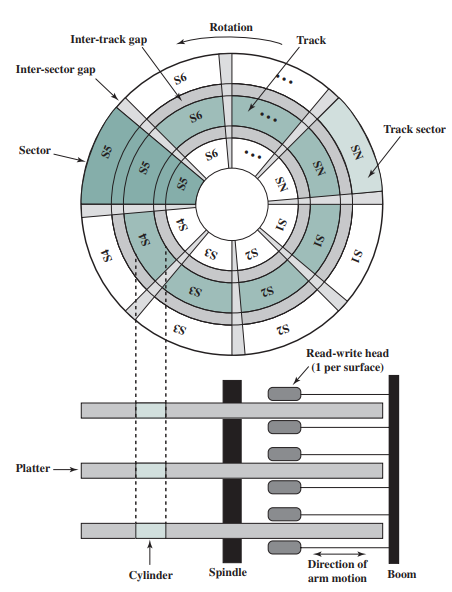 Rotation
Inter-track gap
Track
Inter-sector gap
Track sector
Sector
S6
• • •
S6
• • •
S6
• • •
S5
S5
S5
SN
SN
SN
S4
S4
S4
S1
S1
S1
S3
S3
S3
S2
S2
S2
Read-write head
(1 per surface)
Platter
Cylinder
Spindle
Direction of
arm motion
Boom